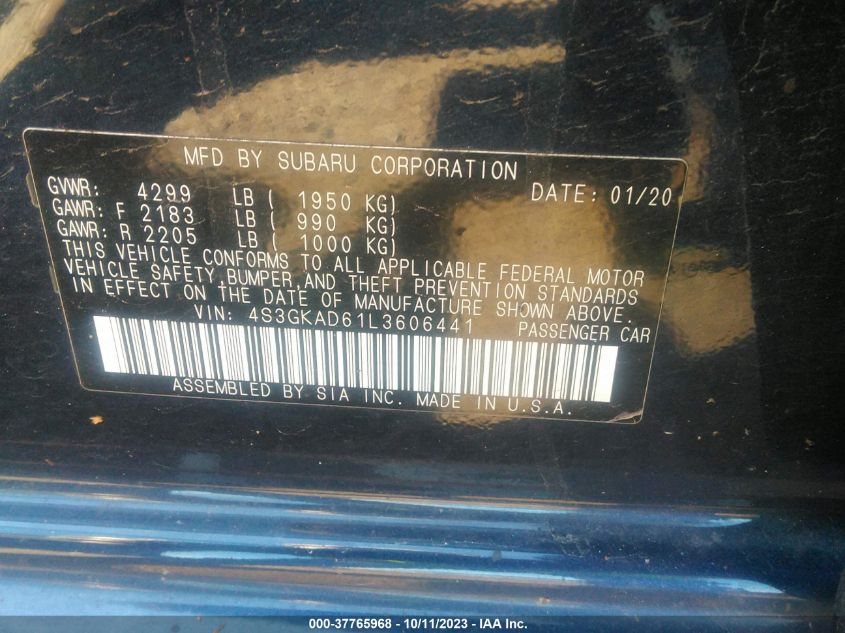 MFD BY SUBARU CORPORATION
GVWR: 4299 LB ( 1950 KG) DATE: 01/20
GAWR: F 2183 LB ( 990 KG)
GAWR: R 2205 LB ( 1000 KG)
THIS VEHICLE CONFORMS TO ALL APPLICABLE FEDERAL MOTOR
VEHICLE SAFETY,BUMPER,AND THEFT PREVENTION STANDARDS
IN EFFECT ON THE DATE OF MANUFACTURE SHOWN ABOVE.
VIN: 4S3GKAD61L3606441 PASSENGER CAR
ASSEMBLED BY SIA INC. MADE IN U.S.A.
000-37765968 - 10/11/2023 - IAA Inc.